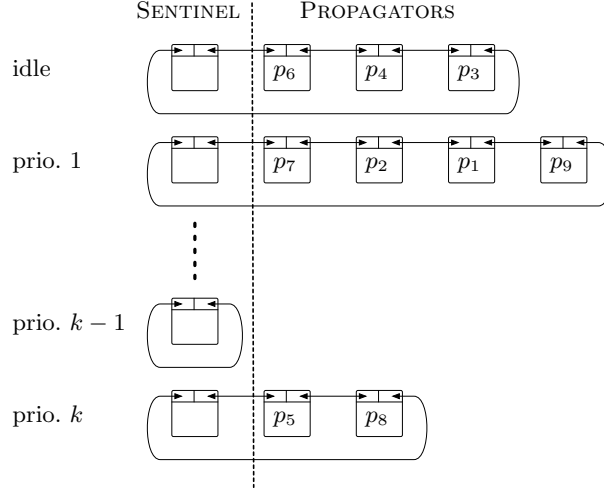 SENTINEL PROPAGATORS
idle p₆ p₄ p₃
prio. 1 p₇ p₂ p₁ p₉
prio. k − 1
prio. k p₅ p₈